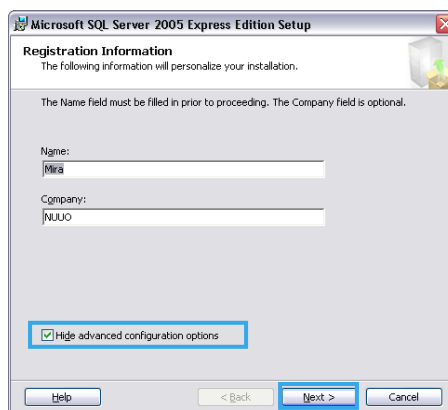 Microsoft SQL Server 2005 Express Edition Setup
Registration Information
The following information will personalize your installation.
The Name field must be filled in prior to proceeding. The Company field is optional.
Name:
Mira
Company:
NUUO
Hide advanced configuration options
Help
< Back
Next >
Cancel